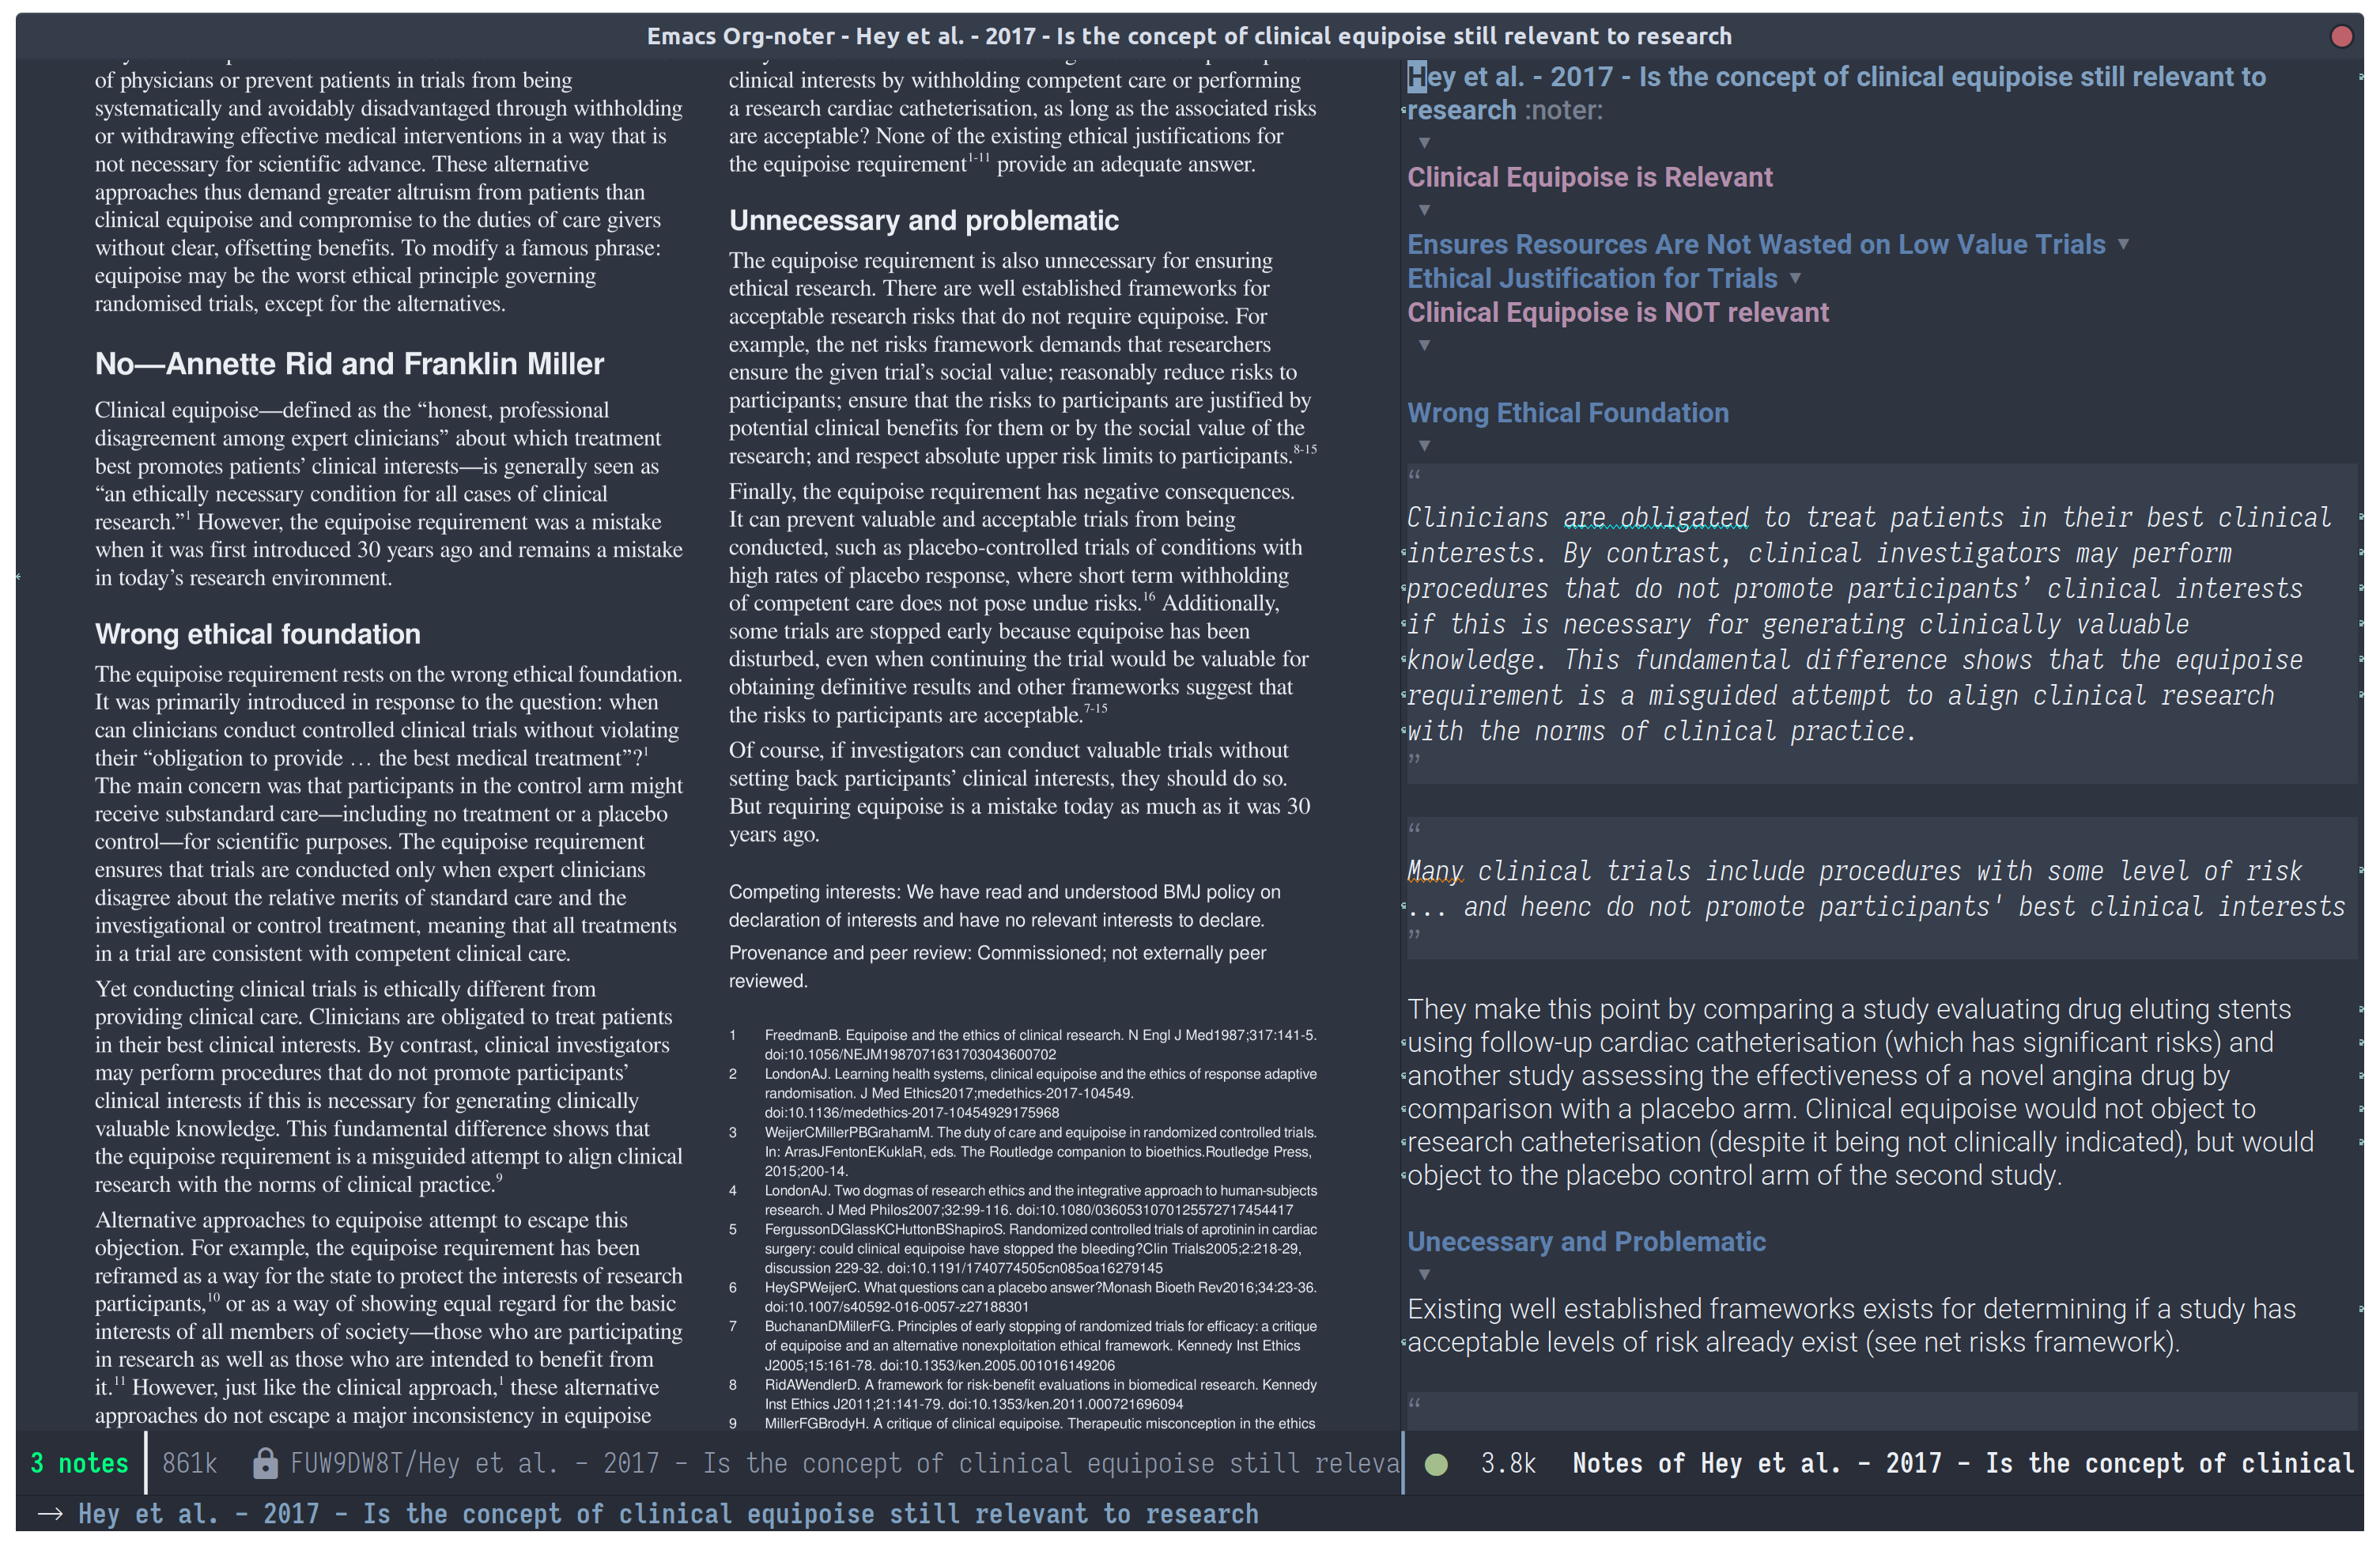 Emacs Org-noter - Hey et al. - 2017 - Is the concept of clinical equipoise still relevant to research
of physicians or prevent patients in trials from being
systematically and avoidably disadvantaged through withholding
or withdrawing effective medical interventions in a way that is
not necessary for scientific advance. These alternative
approaches thus demand greater altruism from patients than
clinical equipoise and compromise to the duties of care givers
without clear, offsetting benefits. To modify a famous phrase:
equipoise may be the worst ethical principle governing
randomised trials, except for the alternatives.
No—Annette Rid and Franklin Miller
Clinical equipoise—defined as the “honest, professional
disagreement among expert clinicians” about which treatment
best promotes patients’ clinical interests—is generally seen as
“an ethically necessary condition for all cases of clinical
research.”1 However, the equipoise requirement was a mistake
when it was first introduced 30 years ago and remains a mistake
in today’s research environment.
Wrong ethical foundation
The equipoise requirement rests on the wrong ethical foundation.
It was primarily introduced in response to the question: when
can clinicians conduct controlled clinical trials without violating
their “obligation to provide … the best medical treatment”?1
The main concern was that participants in the control arm might
receive substandard care—including no treatment or a placebo
control—for scientific purposes. The equipoise requirement
ensures that trials are conducted only when expert clinicians
disagree about the relative merits of standard care and the
investigational or control treatment, meaning that all treatments
in a trial are consistent with competent clinical care.
Yet conducting clinical trials is ethically different from
providing clinical care. Clinicians are obligated to treat patients
in their best clinical interests. By contrast, clinical investigators
may perform procedures that do not promote participants’
clinical interests if this is necessary for generating clinically
valuable knowledge. This fundamental difference shows that
the equipoise requirement is a misguided attempt to align clinical
research with the norms of clinical practice.9
Alternative approaches to equipoise attempt to escape this
objection. For example, the equipoise requirement has been
reframed as a way for the state to protect the interests of research
participants,10 or as a way of showing equal regard for the basic
interests of all members of society—those who are participating
in research as well as those who are intended to benefit from
it.11 However, just like the clinical approach,1 these alternative
approaches do not escape a major inconsistency in equipoise
clinical interests by withholding competent care or performing
a research cardiac catheterisation, as long as the associated risks
are acceptable? None of the existing ethical justifications for
the equipoise requirement1-11 provide an adequate answer.
Unnecessary and problematic
The equipoise requirement is also unnecessary for ensuring
ethical research. There are well established frameworks for
acceptable research risks that do not require equipoise. For
example, the net risks framework demands that researchers
ensure the given trial’s social value; reasonably reduce risks to
participants; ensure that the risks to participants are justified by
potential clinical benefits for them or by the social value of the
research; and respect absolute upper risk limits to participants.8-15
Finally, the equipoise requirement has negative consequences.
It can prevent valuable and acceptable trials from being
conducted, such as placebo-controlled trials of conditions with
high rates of placebo response, where short term withholding
of competent care does not pose undue risks.16 Additionally,
some trials are stopped early because equipoise has been
disturbed, even when continuing the trial would be valuable for
obtaining definitive results and other frameworks suggest that
the risks to participants are acceptable.7-15
Of course, if investigators can conduct valuable trials without
setting back participants’ clinical interests, they should do so.
But requiring equipoise is a mistake today as much as it was 30
years ago.
Competing interests: We have read and understood BMJ policy on
declaration of interests and have no relevant interests to declare.
Provenance and peer review: Commissioned; not externally peer
reviewed.
1 FreedmanB. Equipoise and the ethics of clinical research. N Engl J Med1987;317:141-5.
doi:10.1056/NEJM198707163170304​3600702
2 LondonAJ. Learning health systems, clinical equipoise and the ethics of response adaptive
randomisation. J Med Ethics2017;medethics-2017-104549.
doi:10.1136/medethics-2017-10454929175968
3 WeijerCMillerPBGrahamM. The duty of care and equipoise in randomized controlled trials.
In: ArrasJFentonEKuklaR, eds. The Routledge companion to bioethics.Routledge Press,
2015;200-14.
4 LondonAJ. Two dogmas of research ethics and the integrative approach to human-subjects
research. J Med Philos2007;32:99-116. doi:10.1080/0360531070125572717454417
5 FergussonDGlassKCHuttonBShapiroS. Randomized controlled trials of aprotinin in cardiac
surgery: could clinical equipoise have stopped the bleeding?Clin Trials2005;2:218-29,
discussion 229-32. doi:10.1191/1740774505cn085oa16279145
6 HeySPWeijerC. What questions can a placebo answer?Monash Bioeth Rev2016;34:23-36.
doi:10.1007/s40592-016-0057-z27188301
7 BuchananDMillerFG. Principles of early stopping of randomized trials for efficacy: a critique
of equipoise and an alternative nonexploitation ethical framework. Kennedy Inst Ethics
J2005;15:161-78. doi:10.1353/ken.2005.001016149206
8 RidAWendlerD. A framework for risk-benefit evaluations in biomedical research. Kennedy
Inst Ethics J2011;21:141-79. doi:10.1353/ken.2011.000721696094
9 MillerFGBrodyH. A critique of clinical equipoise. Therapeutic misconception in the ethics
Hey et al. - 2017 - Is the concept of clinical equipoise still relevant to
research :noter:
Clinical Equipoise is Relevant
Ensures Resources Are Not Wasted on Low Value Trials ▼
Ethical Justification for Trials ▼
Clinical Equipoise is NOT relevant
Wrong Ethical Foundation
“
Clinicians are obligated to treat patients in their best clinical
interests. By contrast, clinical investigators may perform
procedures that do not promote participants’ clinical interests
if this is necessary for generating clinically valuable
knowledge. This fundamental difference shows that the equipoise
requirement is a misguided attempt to align clinical research
with the norms of clinical practice.
”
“
Many clinical trials include procedures with some level of risk
... and heenc do not promote participants' best clinical interests
”
They make this point by comparing a study evaluating drug eluting stents
using follow-up cardiac catheterisation (which has significant risks) and
another study assessing the effectiveness of a novel angina drug by
comparison with a placebo arm. Clinical equipoise would not object to
research catheterisation (despite it being not clinically indicated), but would
object to the placebo control arm of the second study.
Unecessary and Problematic
Existing well established frameworks exists for determining if a study has
acceptable levels of risk already exist (see net risks framework).
“
3 notes 861k FUW9DW8T/Hey et al. - 2017 - Is the concept of clinical equipoise still releva
3.8k Notes of Hey et al. - 2017 - Is the concept of clinical
→ Hey et al. - 2017 - Is the concept of clinical equipoise still relevant to research